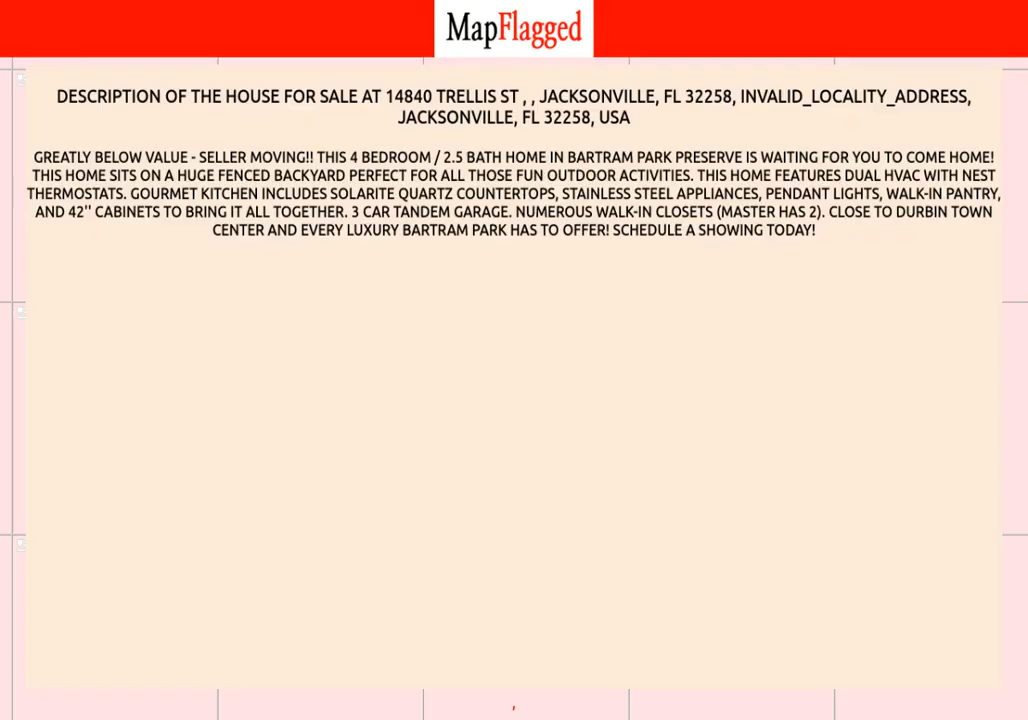 MapFlagged
DESCRIPTION OF THE HOUSE FOR SALE AT 14840 TRELLIS ST , , JACKSONVILLE, FL 32258, INVALID_LOCALITY_ADDRESS,
JACKSONVILLE, FL 32258, USA
GREATLY BELOW VALUE - SELLER MOVING!! THIS 4 BEDROOM / 2.5 BATH HOME IN BARTRAM PARK PRESERVE IS WAITING FOR YOU TO COME HOME!
THIS HOME SITS ON A HUGE FENCED BACKYARD PERFECT FOR ALL THOSE FUN OUTDOOR ACTIVITIES. THIS HOME FEATURES DUAL HVAC WITH NEST
THERMOSTATS. GOURMET KITCHEN INCLUDES SOLARITE QUARTZ COUNTERTOPS, STAINLESS STEEL APPLIANCES, PENDANT LIGHTS, WALK-IN PANTRY,
AND 42'' CABINETS TO BRING IT ALL TOGETHER. 3 CAR TANDEM GARAGE. NUMEROUS WALK-IN CLOSETS (MASTER HAS 2). CLOSE TO DURBIN TOWN
CENTER AND EVERY LUXURY BARTRAM PARK HAS TO OFFER! SCHEDULE A SHOWING TODAY!
,